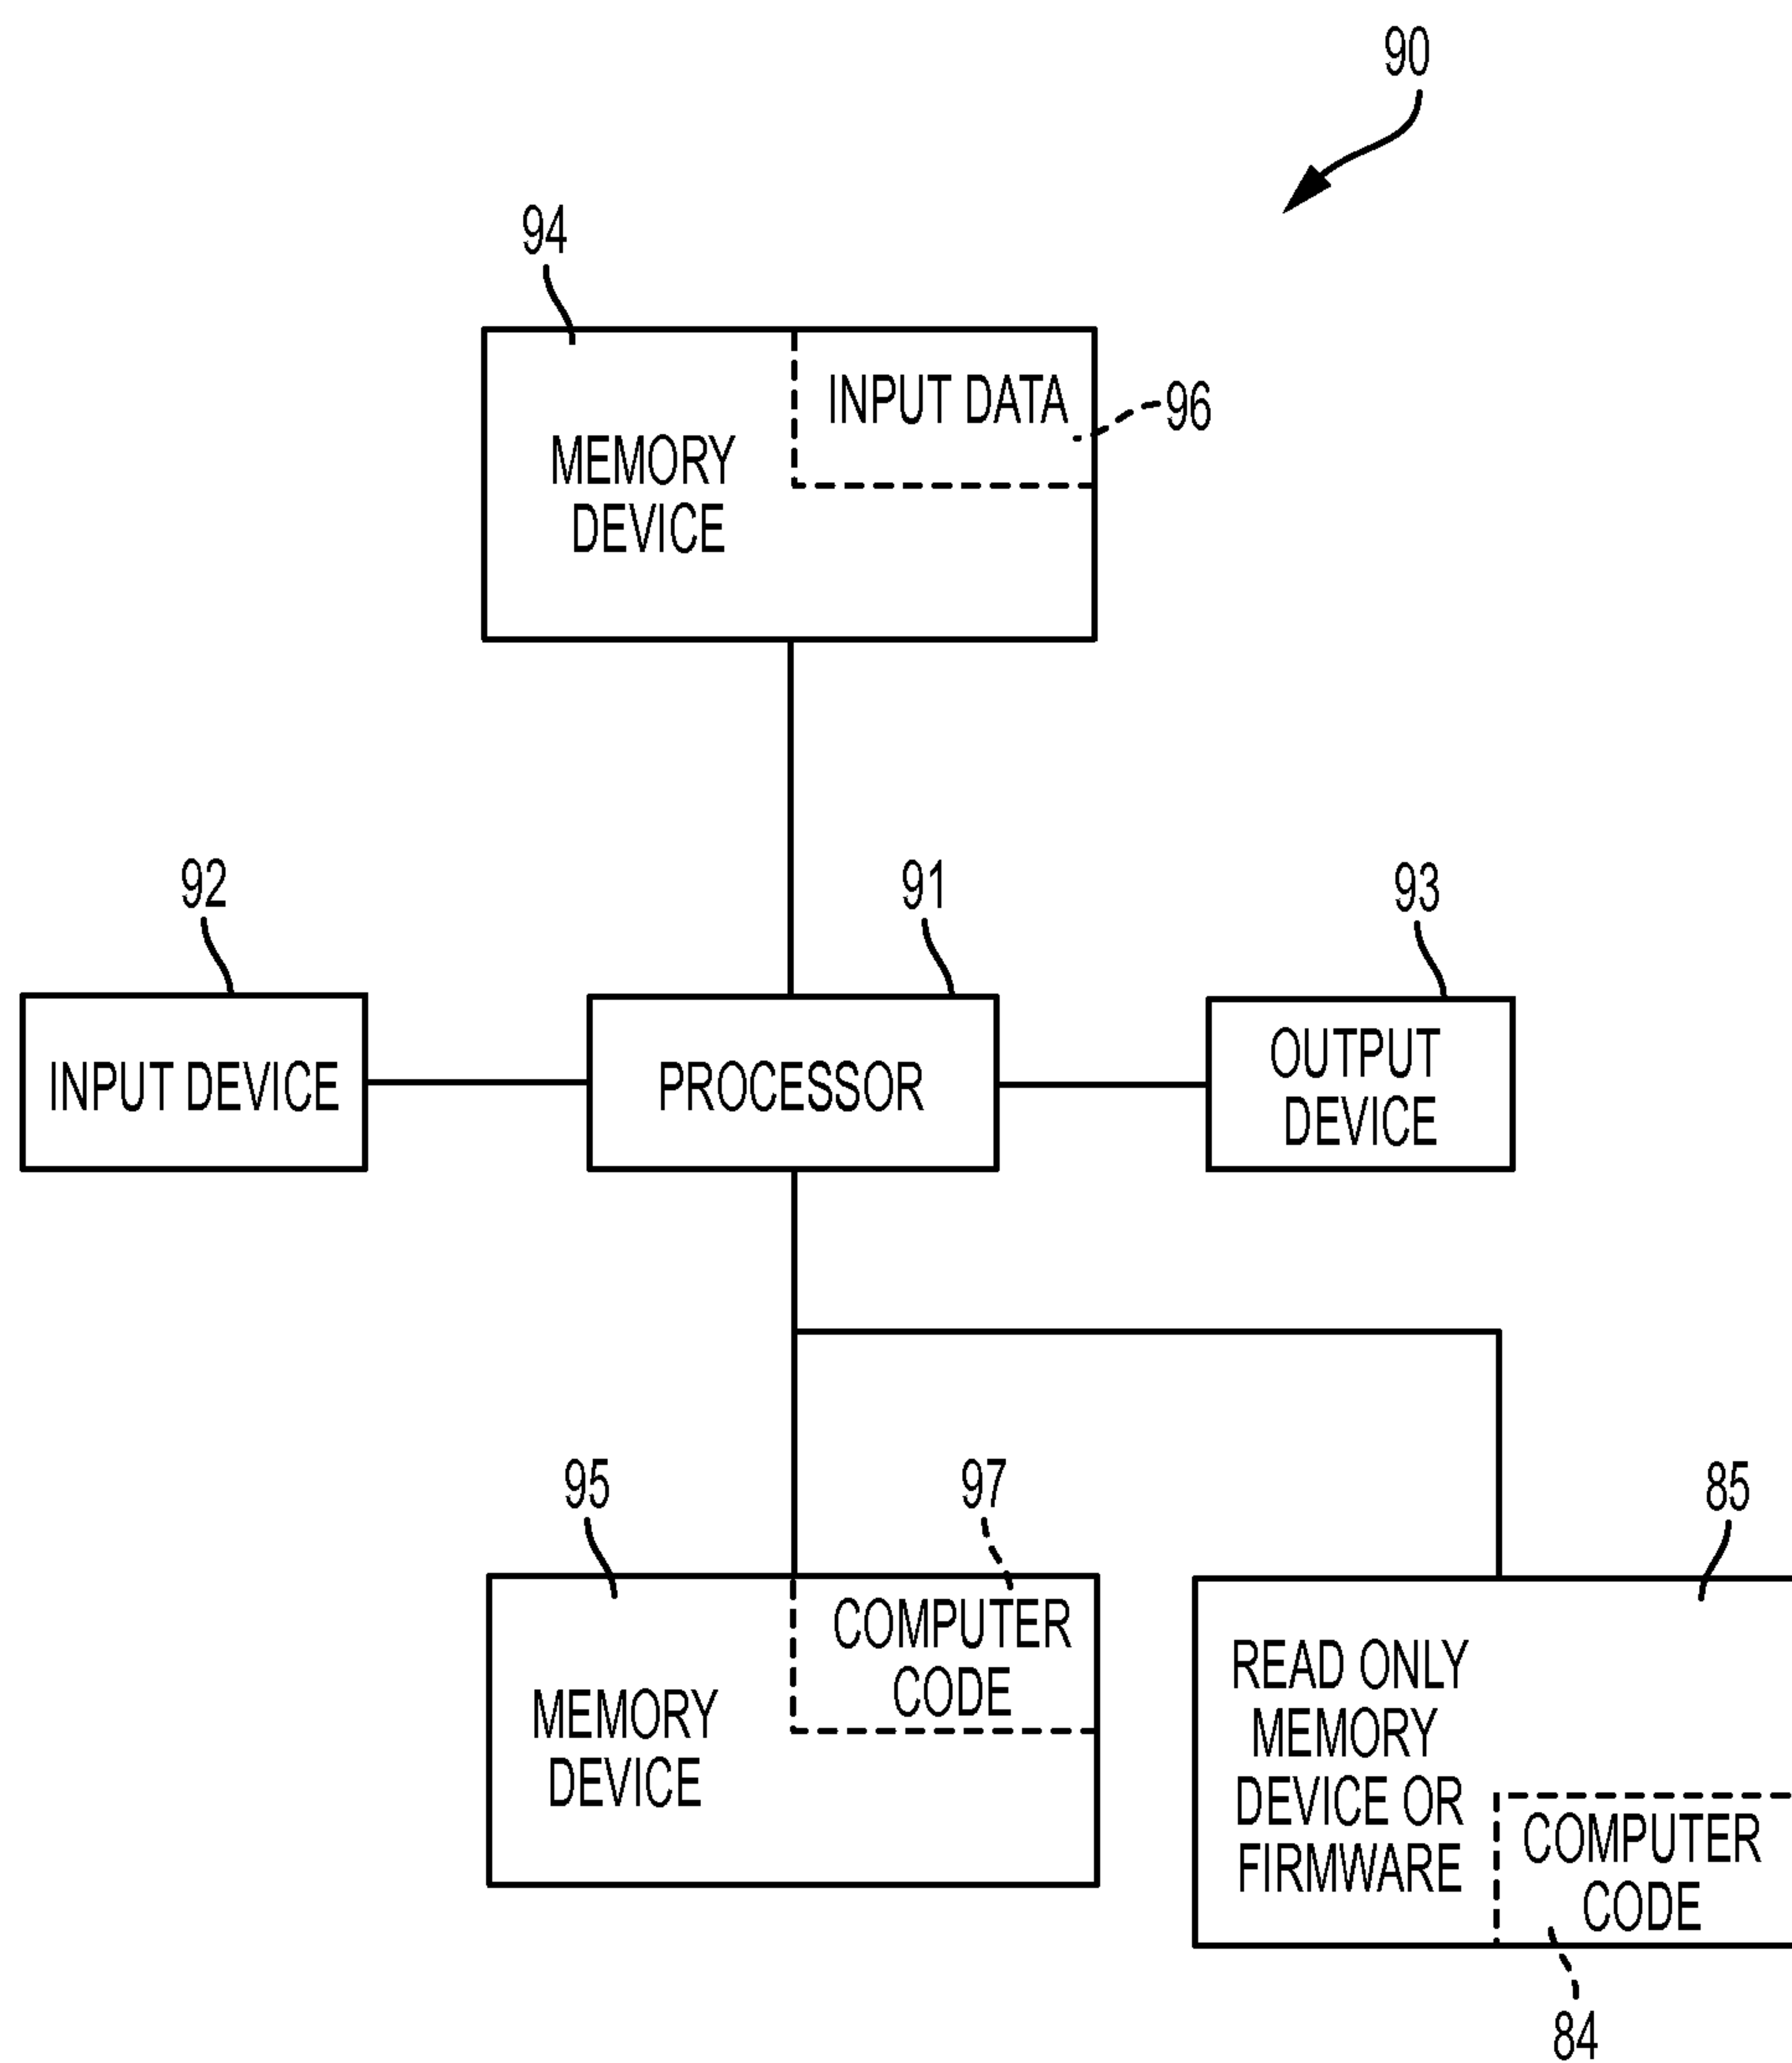 90
94
INPUT DATA
96
MEMORY
DEVICE
92
91
93
INPUT DEVICE
PROCESSOR
OUTPUT
DEVICE
95
97
85
COMPUTER
CODE
MEMORY
DEVICE
READ ONLY
MEMORY
DEVICE OR
FIRMWARE
COMPUTER
CODE
84